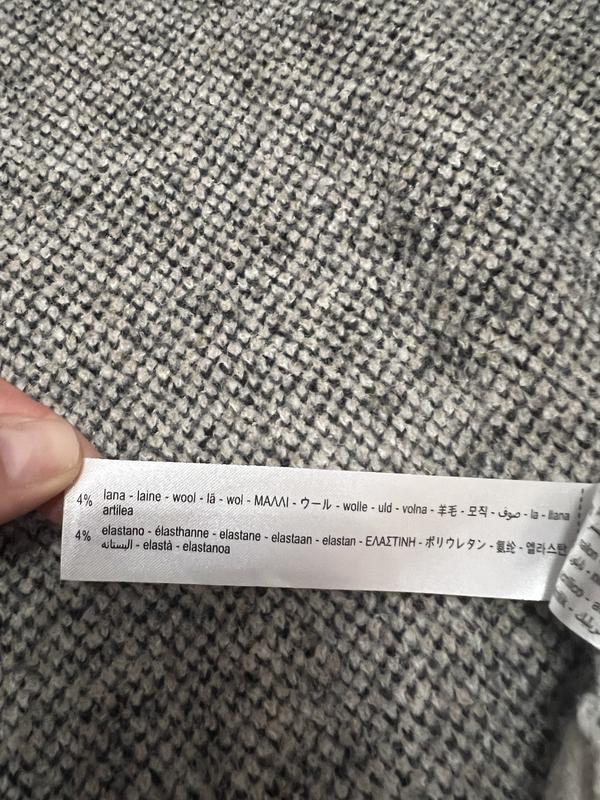 4% lana - laine - wool - lã - wol - ΜΑΛΛΙ - ウール - wolle - uld - volna - 羊毛 - 모직 - صوف - la - llana
artilea
4% elastano - élasthanne - elastane - elastaan - elastan - ΕΛΑΣΤΙΝΗ - ポリウレタン - 氨纶 - 엘라스탄
اليستانه - elastà - elastanoa